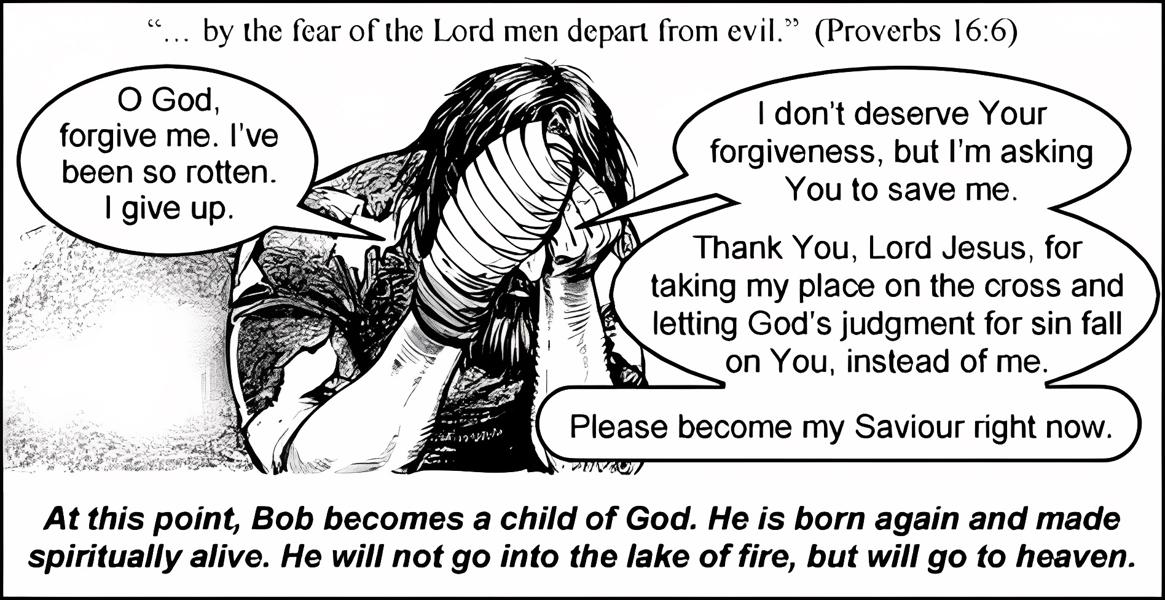 “... by the fear of the Lord men depart from evil.” (Proverbs 16:6)
O God,
forgive me. I’ve
been so rotten.
I give up.
I don’t deserve Your
forgiveness, but I’m asking
You to save me.
Thank You, Lord Jesus, for
taking my place on the cross and
letting God’s judgment for sin fall
on You, instead of me.
Please become my Saviour right now.
At this point, Bob becomes a child of God. He is born again and made
spiritually alive. He will not go into the lake of fire, but will go to heaven.